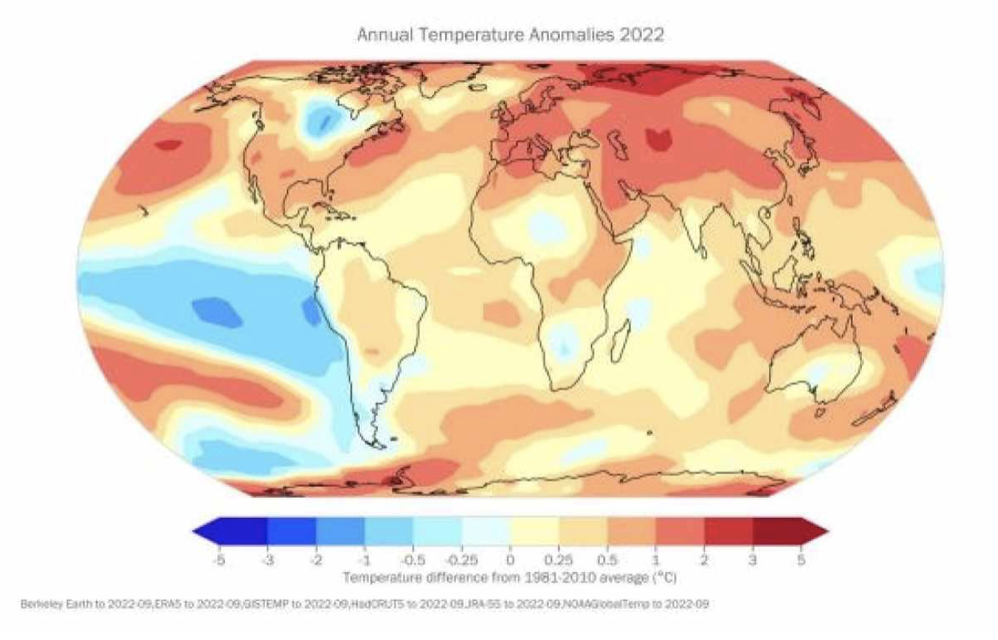 Annual Temperature Anomalies 2022
-5 -3 -2 -1 -0.5 -0.25 0 0.25 0.5 1 2 3 5
Temperature difference from 1981-2010 average (°C)
Berkeley Earth to 2022-09,ERA5 to 2022-09,GISTEMP to 2022-09,HadCRUT5 to 2022-09,JRA-55 to 2022-09,NOAAGlobalTemp to 2022-09